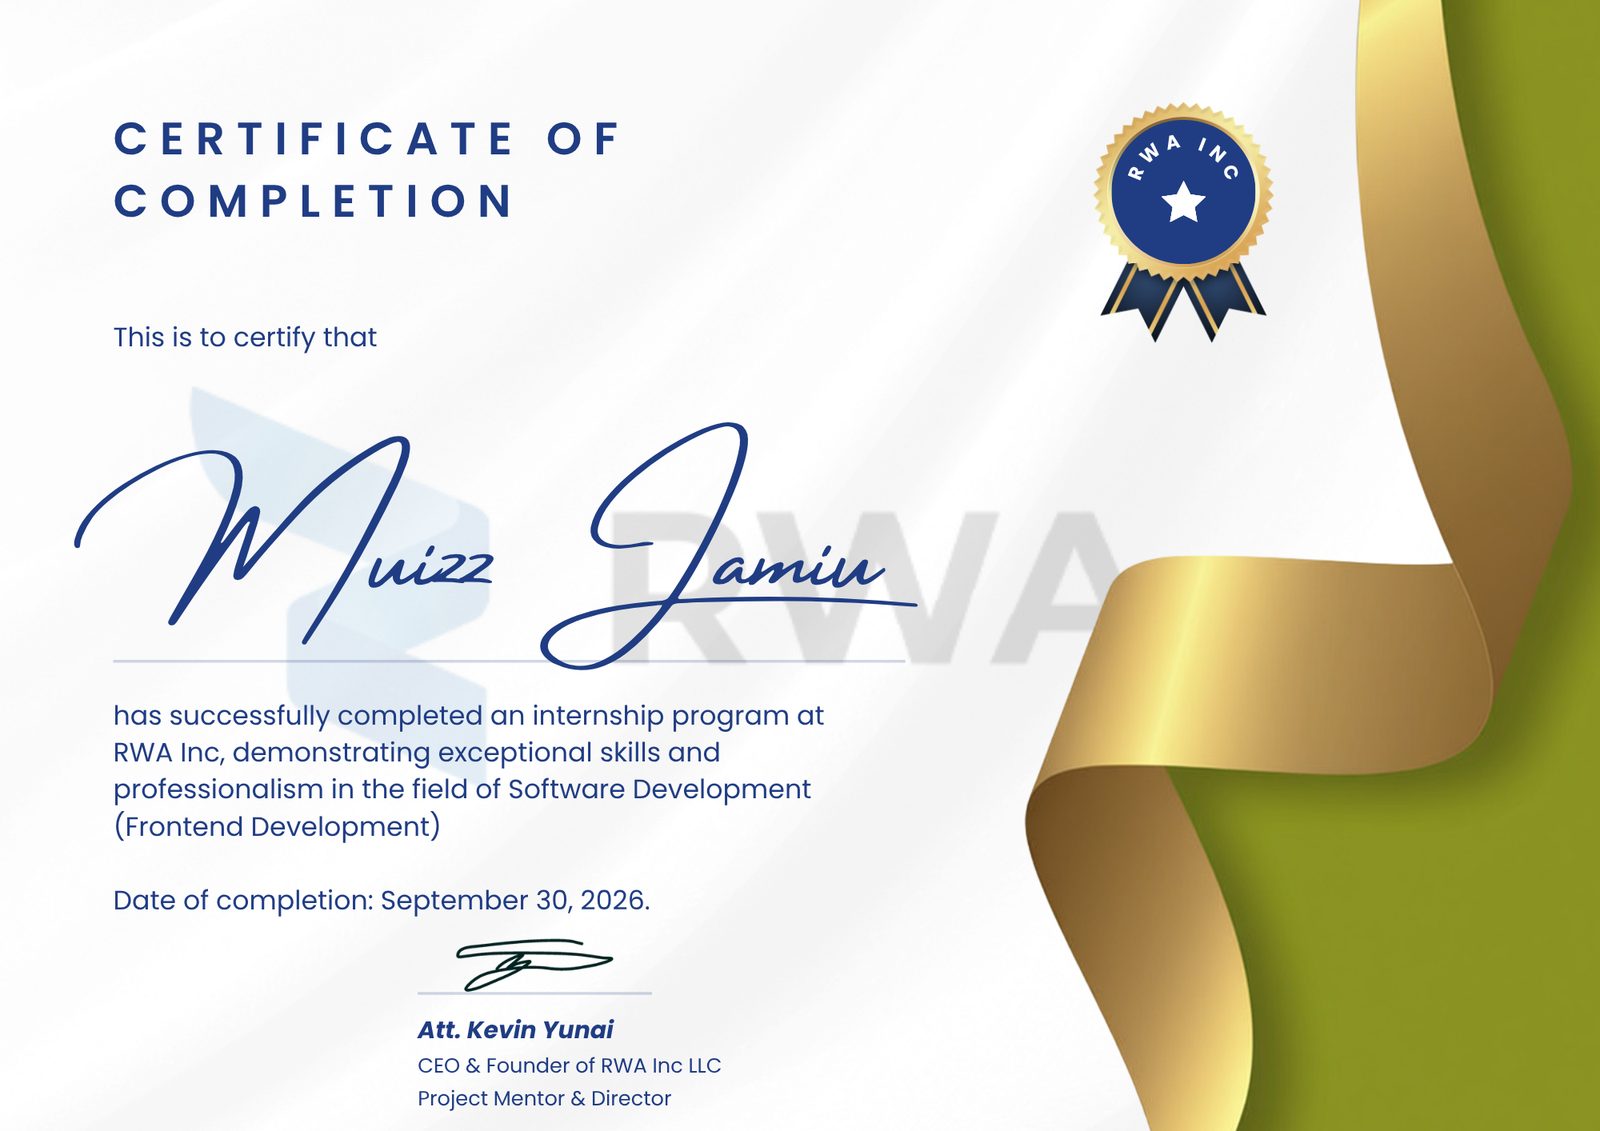 CERTIFICATE OF
COMPLETION
RWA INC
This is to certify that
Muizz Jamiu
RWA
has successfully completed an internship program at
RWA Inc, demonstrating exceptional skills and
professionalism in the field of Software Development
(Frontend Development)
Date of completion: September 30, 2026.
Att. Kevin Yunai
CEO & Founder of RWA Inc LLC
Project Mentor & Director